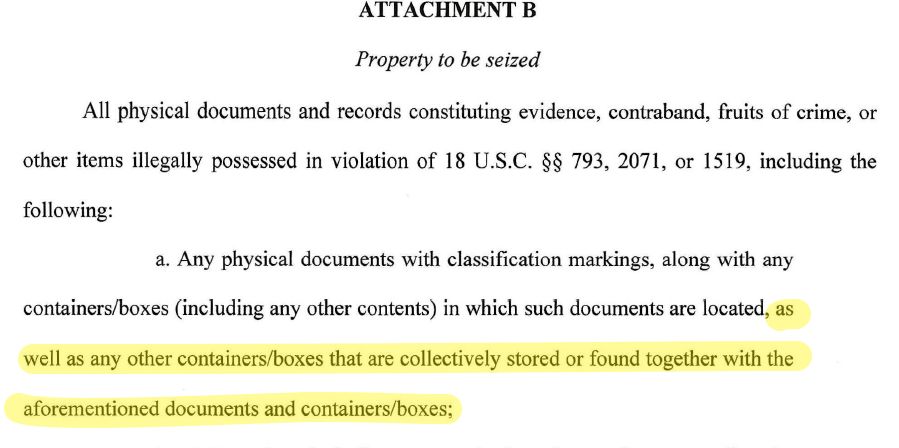 ATTACHMENT B
Property to be seized
All physical documents and records constituting evidence, contraband, fruits of crime, or
other items illegally possessed in violation of 18 U.S.C. §§ 793, 2071, or 1519, including the
following:
a. Any physical documents with classification markings, along with any
containers/boxes (including any other contents) in which such documents are located, as
well as any other containers/boxes that are collectively stored or found together with the
aforementioned documents and containers/boxes;